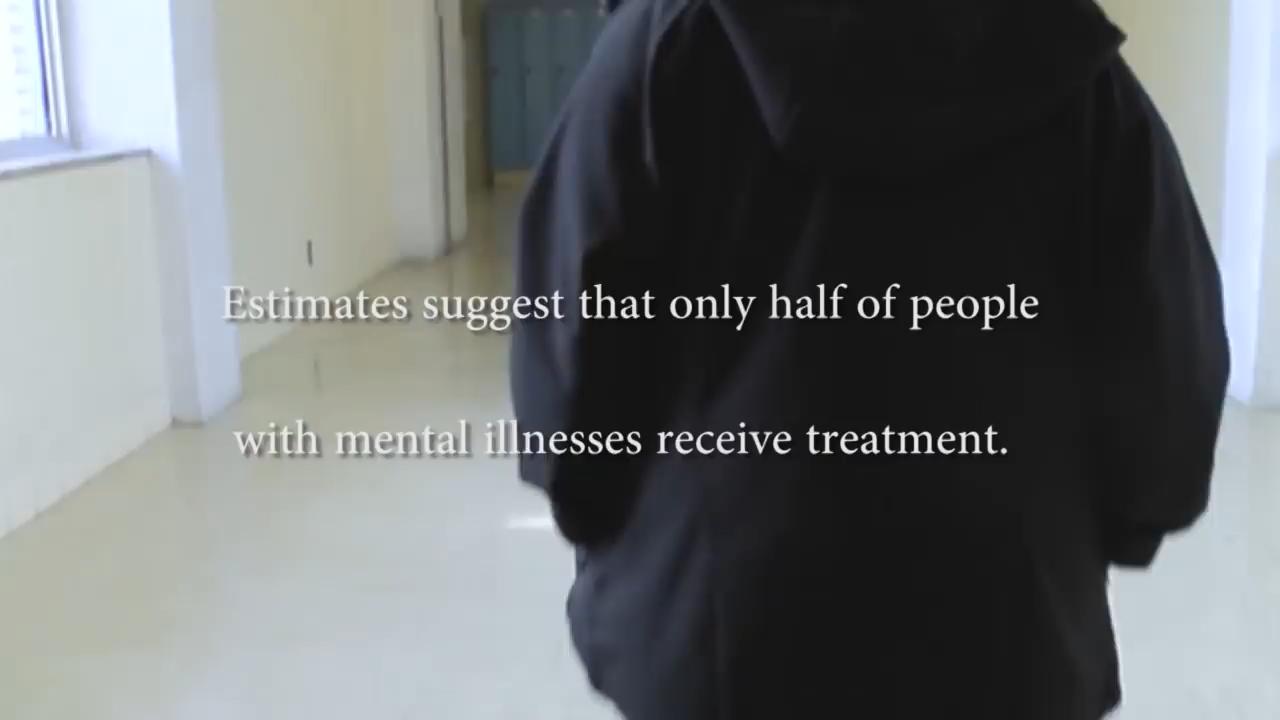 Estimates suggest that only half of people
with mental illnesses receive treatment.